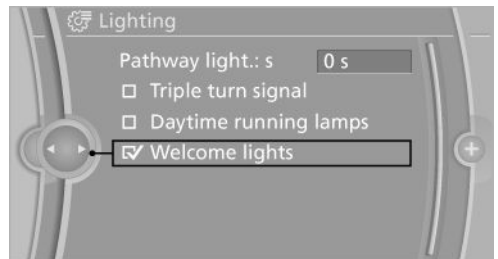 Lighting
Pathway light.: s 0 s
Triple turn signal
Daytime running lamps
Welcome lights